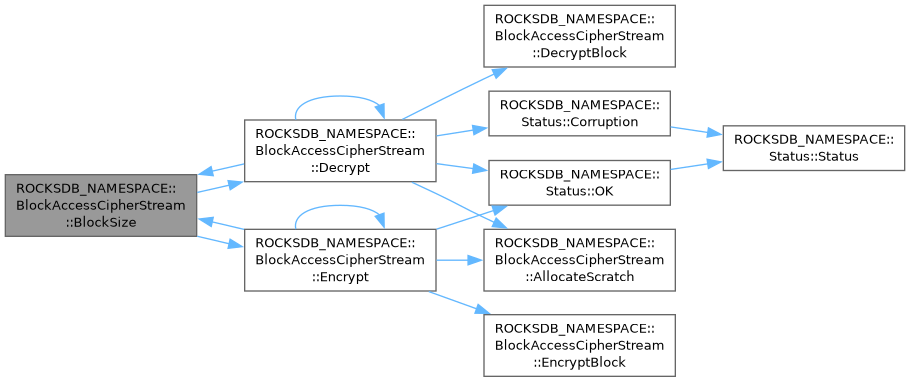 ROCKSDB_NAMESPACE::
BlockAccessCipherStream
::DecryptBlock
ROCKSDB_NAMESPACE::
Status::Corruption
ROCKSDB_NAMESPACE::
BlockAccessCipherStream
::Decrypt
ROCKSDB_NAMESPACE::
Status::Status
ROCKSDB_NAMESPACE::
BlockAccessCipherStream
::BlockSize
ROCKSDB_NAMESPACE::
Status::OK
ROCKSDB_NAMESPACE::
BlockAccessCipherStream
::Encrypt
ROCKSDB_NAMESPACE::
BlockAccessCipherStream
::AllocateScratch
ROCKSDB_NAMESPACE::
BlockAccessCipherStream
::EncryptBlock